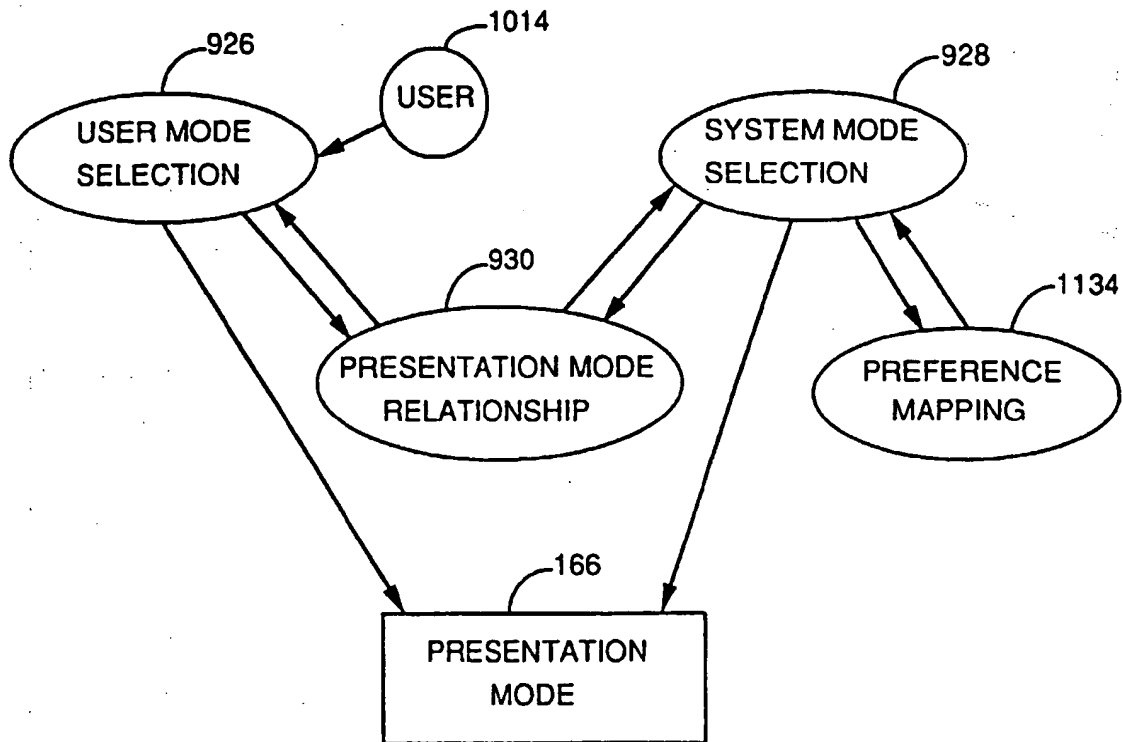 1014
926
USER
928
USER MODE
SELECTION
SYSTEM MODE
SELECTION
930
1134
PRESENTATION MODE
RELATIONSHIP
PREFERENCE
MAPPING
166
PRESENTATION
MODE